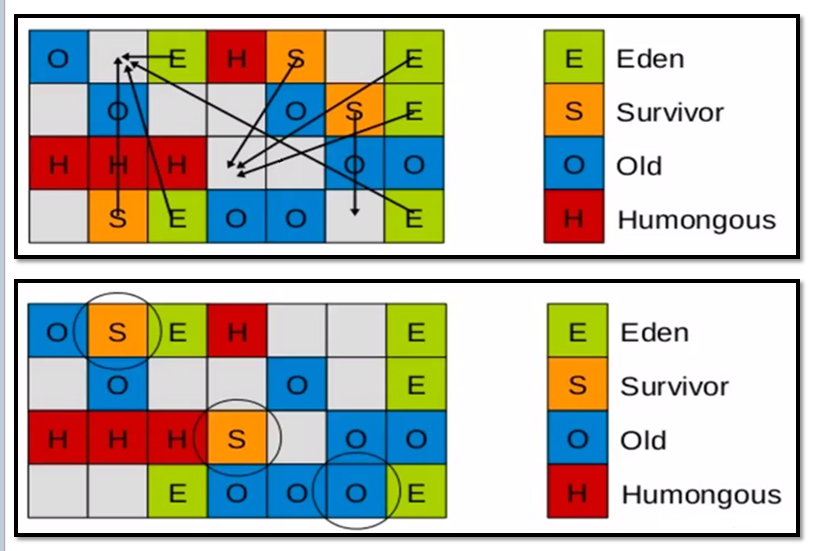 O E H S E E Eden
O O S E S Survivor
H H H O O O Old
S E O O E H Humongous
O S E H E E Eden
O O E S Survivor
H H H S O O O Old
E O O O E H Humongous